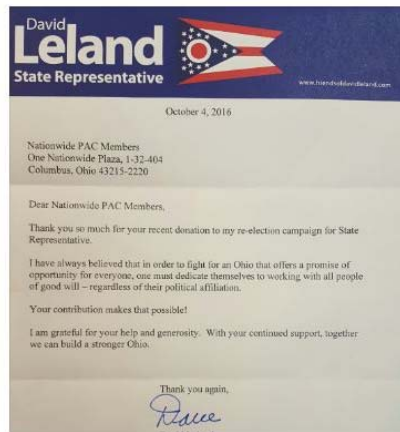 David
Leland
State Representative
www.friendsofdavidleland.com
October 4, 2016
Nationwide PAC Members
One Nationwide Plaza, 1-32-404
Columbus, Ohio 43215-2220
Dear Nationwide PAC Members,
Thank you so much for your recent donation to my re-election campaign for State
Representative.
I have always believed that in order to fight for an Ohio that offers a promise of
opportunity for everyone, one must dedicate themselves to working with all people
of good will – regardless of their political affiliation.
Your contribution makes that possible!
I am grateful for your help and generosity. With your continued support, together
we can build a stronger Ohio.
Thank you again,